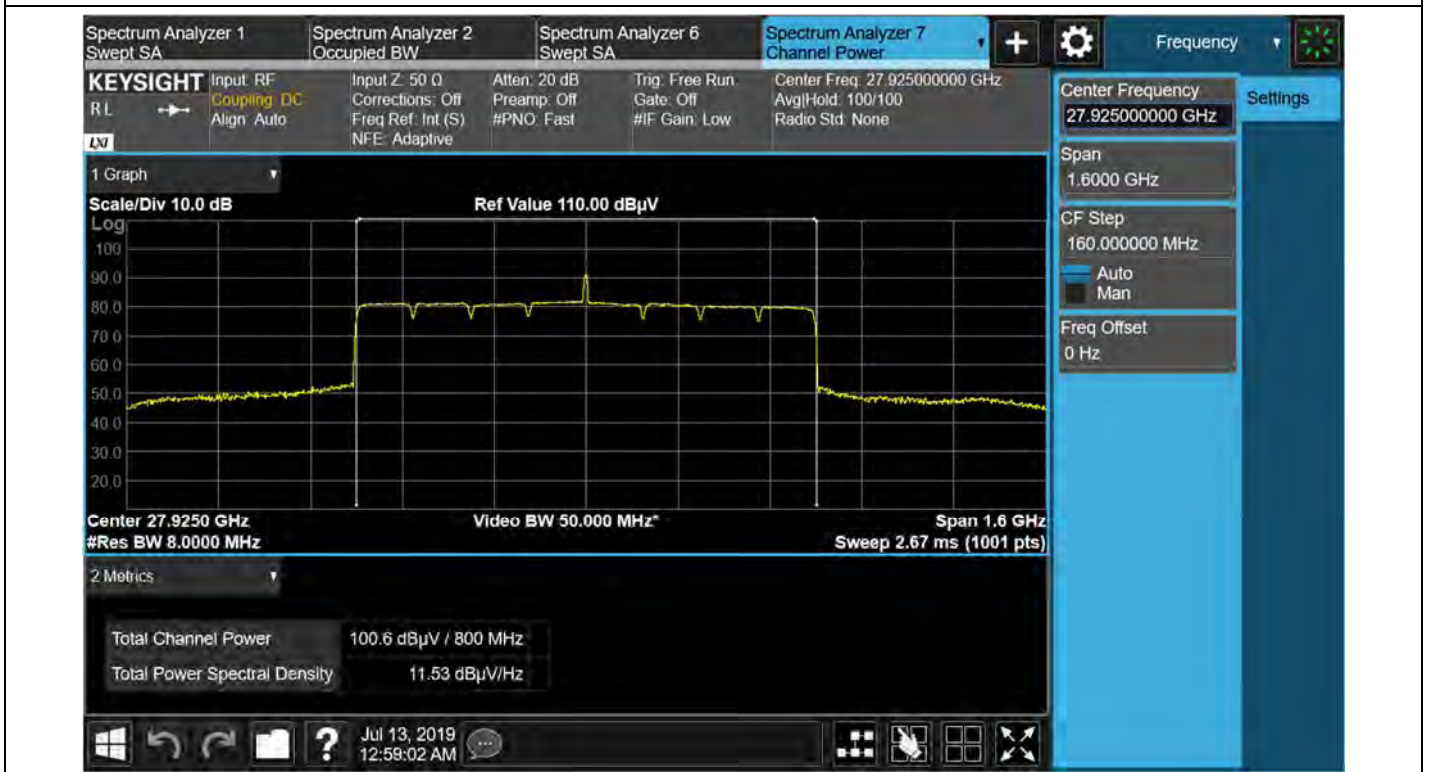 Spectrum Analyzer 1
Swept SA
Spectrum Analyzer 2
Occupied BW
Spectrum Analyzer 6
Swept SA
Spectrum Analyzer 7
Channel Power
Frequency
KEYSIGHT
RL
LXI
Input: RF
Coupling: DC
Align: Auto
Input Z: 50 Ω
Corrections: Off
Freq Ref: Int (S)
NFE: Adaptive
Atten: 20 dB
Preamp: Off
#PNO: Fast
Trig: Free Run
Gate: Off
#IF Gain: Low
Center Freq: 27.925000000 GHz
Avg|Hold: 100/100
Radio Std: None
Center Frequency
27.925000000 GHz
Settings
Span
1.6000 GHz
CF Step
160.000000 MHz
Auto
Man
Freq Offset
0 Hz
1 Graph
Scale/Div 10.0 dB
Ref Value 110.00 dBµV
Log
100
90.0
80.0
70.0
60.0
50.0
40.0
30.0
20.0
Center 27.9250 GHz
Video BW 50.000 MHz*
Span 1.6 GHz
#Res BW 8.0000 MHz
Sweep 2.67 ms (1001 pts)
2 Metrics
Total Channel Power 100.6 dBµV / 800 MHz
Total Power Spectral Density 11.53 dBµV/Hz
?
Jul 13, 2019
12:59:02 AM